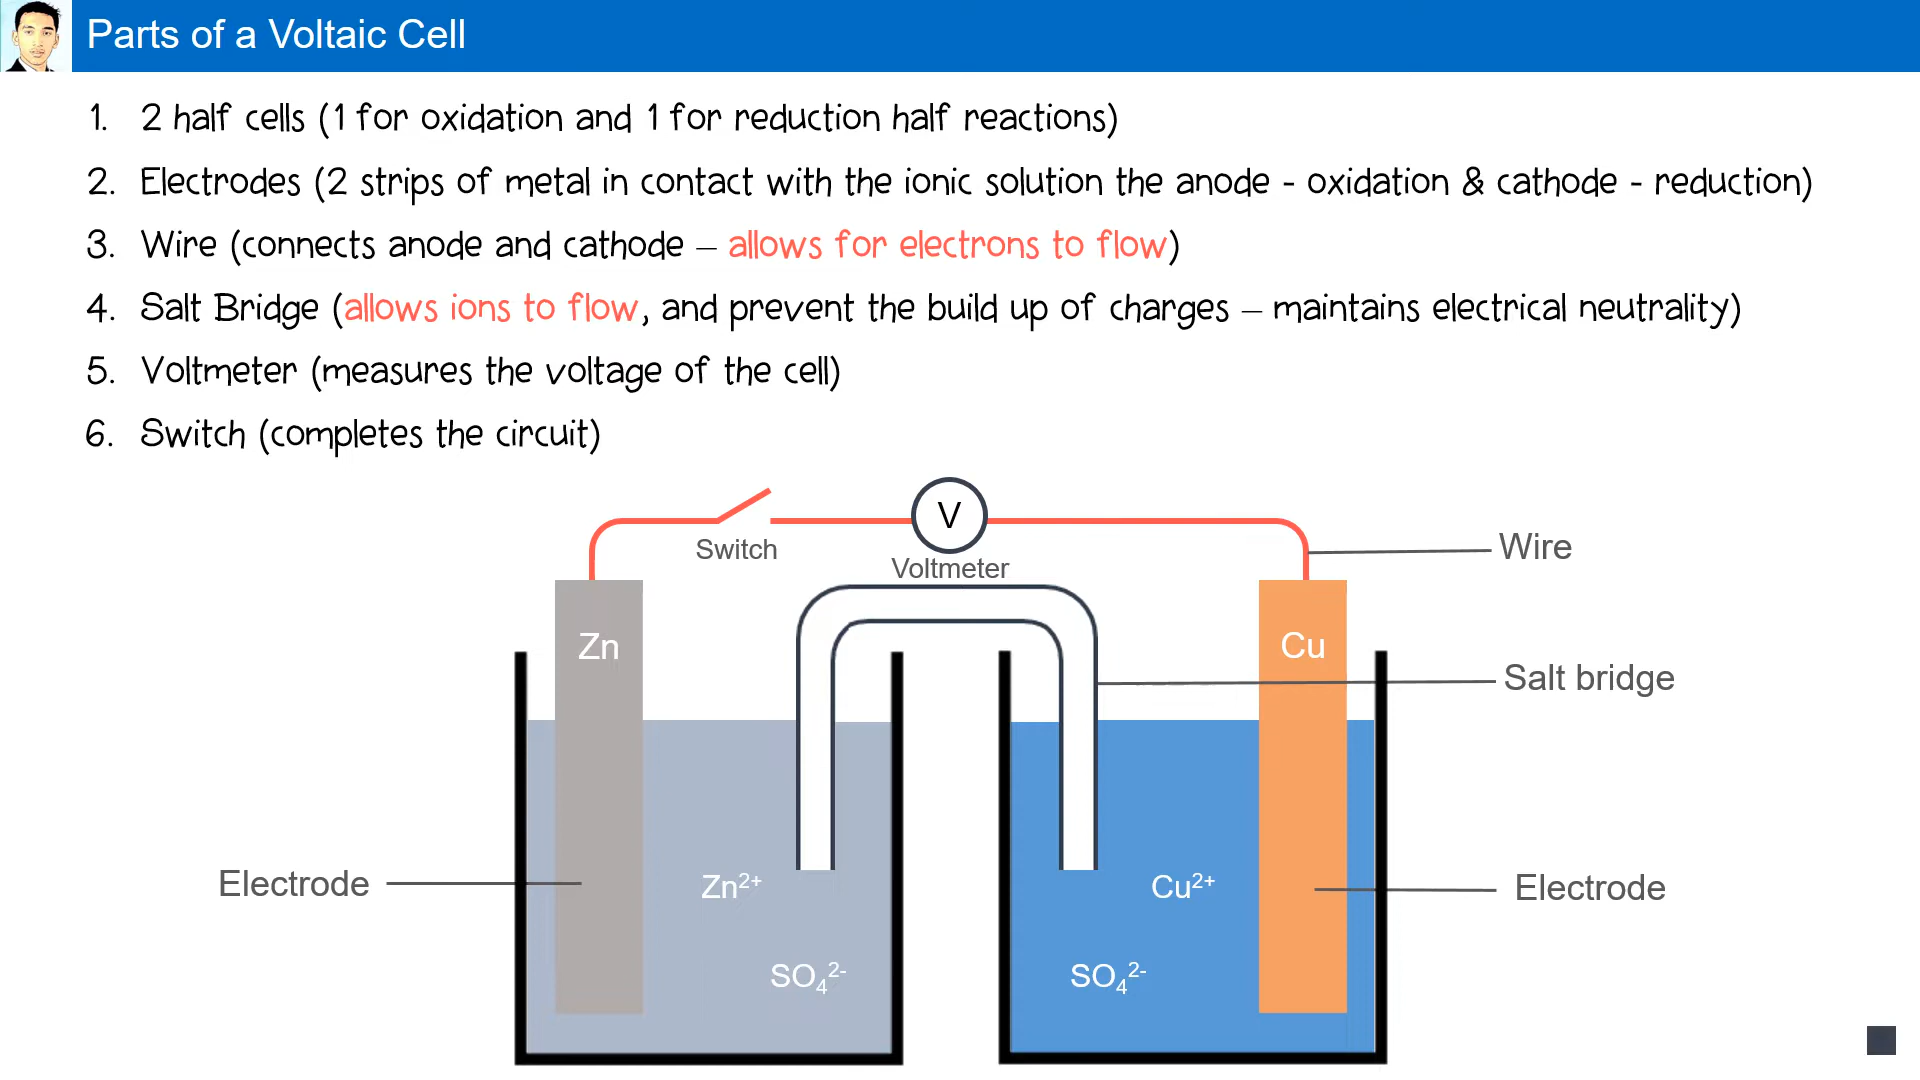 Parts of a Voltaic Cell
1. 2 half cells (1 for oxidation and 1 for reduction half reactions)
2. Electrodes (2 strips of metal in contact with the ionic solution the anode - oxidation & cathode - reduction)
3. Wire (connects anode and cathode – allows for electrons to flow)
4. Salt Bridge (allows ions to flow, and prevent the build up of charges – maintains electrical neutrality)
5. Voltmeter (measures the voltage of the cell)
6. Switch (completes the circuit)
V
Switch
Voltmeter
Wire
Zn
Cu
Salt bridge
Electrode
Zn²⁺
Cu²⁺
Electrode
SO₄²⁻
SO₄²⁻